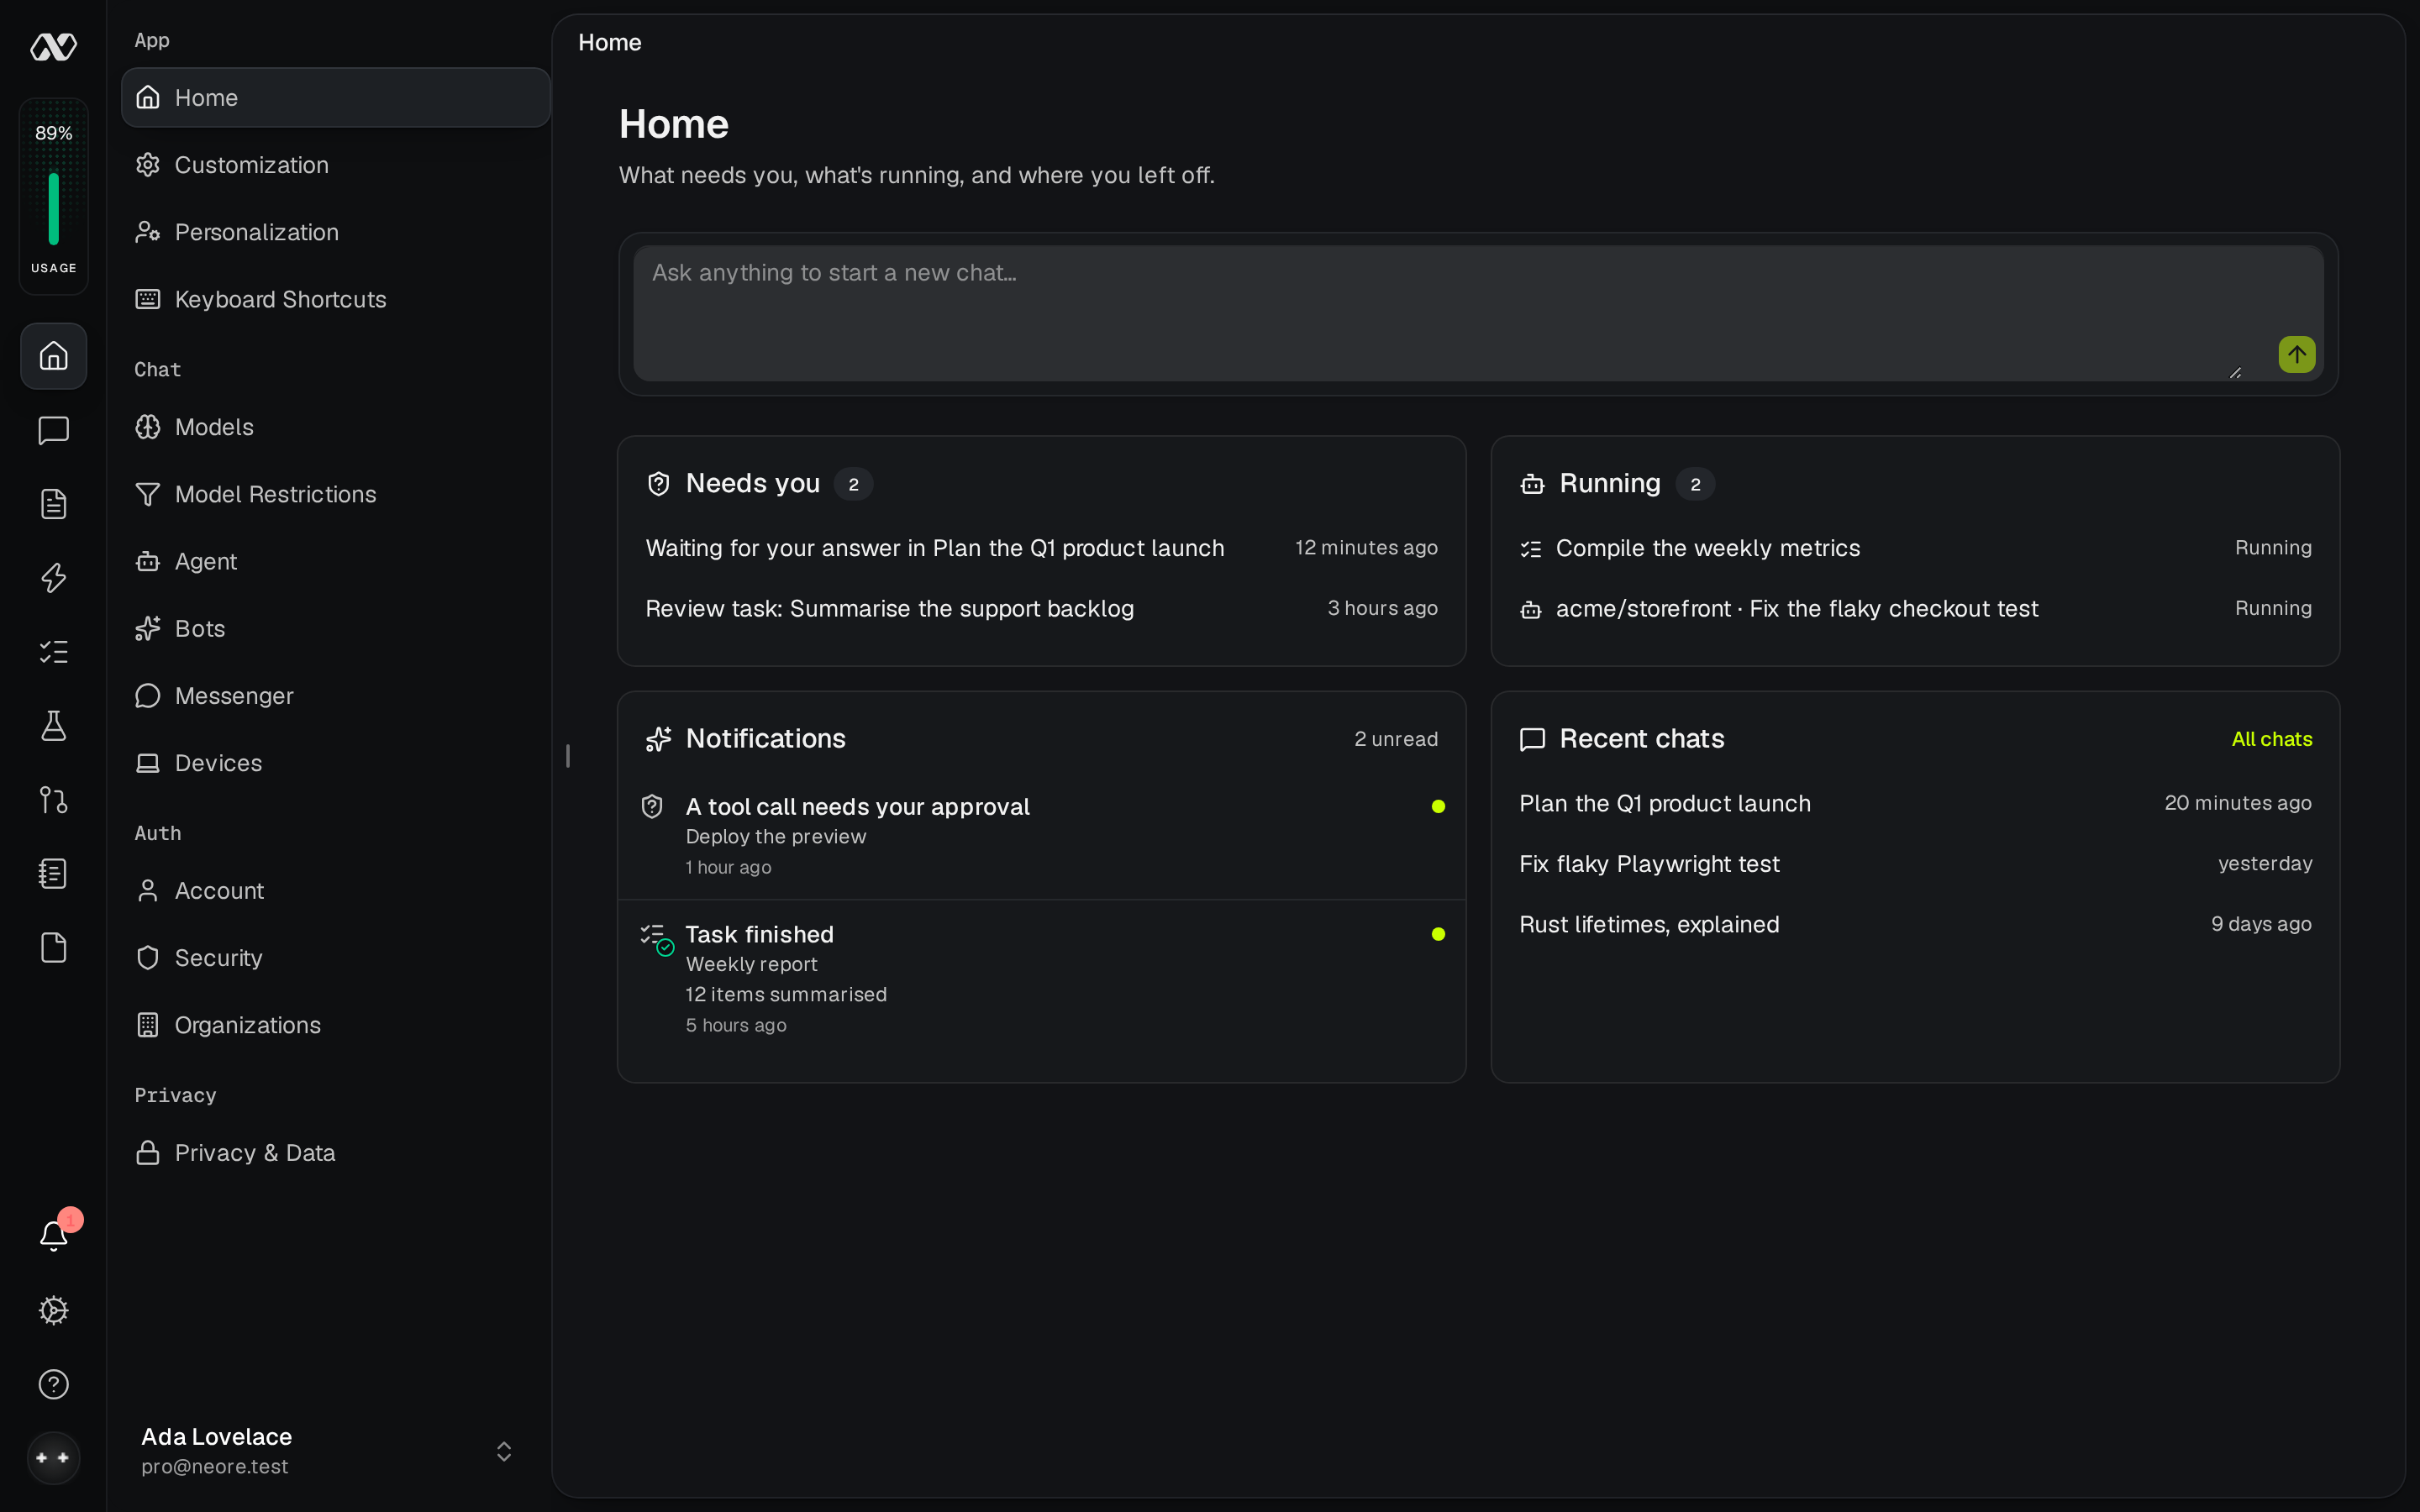 89%
USAGE
1
App
Home
Customization
Personalization
Keyboard Shortcuts
Chat
Models
Model Restrictions
Agent
Bots
Messenger
Devices
Auth
Account
Security
Organizations
Privacy
Privacy & Data
Ada Lovelace
pro@neore.test
Home
Home
What needs you, what's running, and where you left off.
Ask anything to start a new chat...
Needs you 2
Waiting for your answer in Plan the Q1 product launch 12 minutes ago
Review task: Summarise the support backlog 3 hours ago
Running 2
Compile the weekly metrics Running
acme/storefront · Fix the flaky checkout test Running
Notifications 2 unread
A tool call needs your approval
Deploy the preview
1 hour ago
Task finished
Weekly report
12 items summarised
5 hours ago
Recent chats All chats
Plan the Q1 product launch 20 minutes ago
Fix flaky Playwright test yesterday
Rust lifetimes, explained 9 days ago